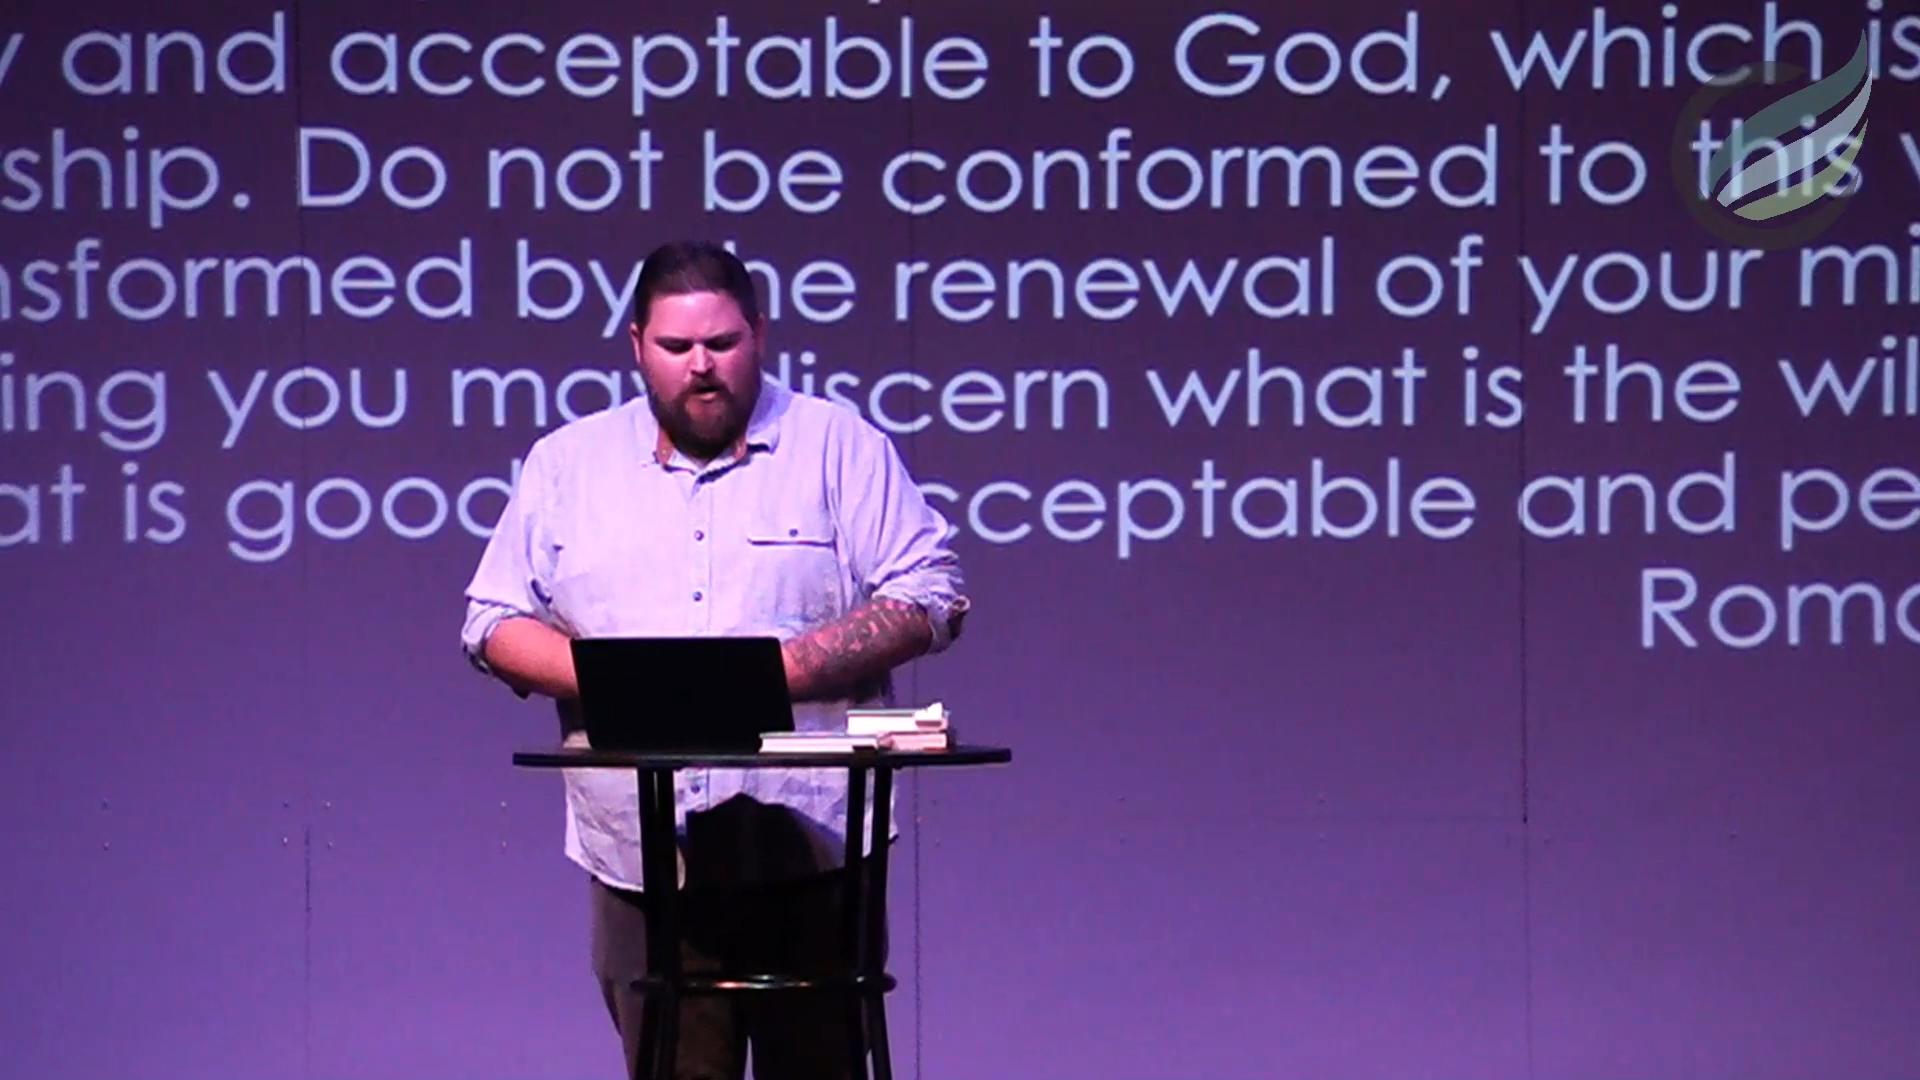 and acceptable to God, which is
ship. Do not be conformed to this
nsformed by the renewal of your mi
ing you may discern what is the wil
at is good cceptable and pe
Roma